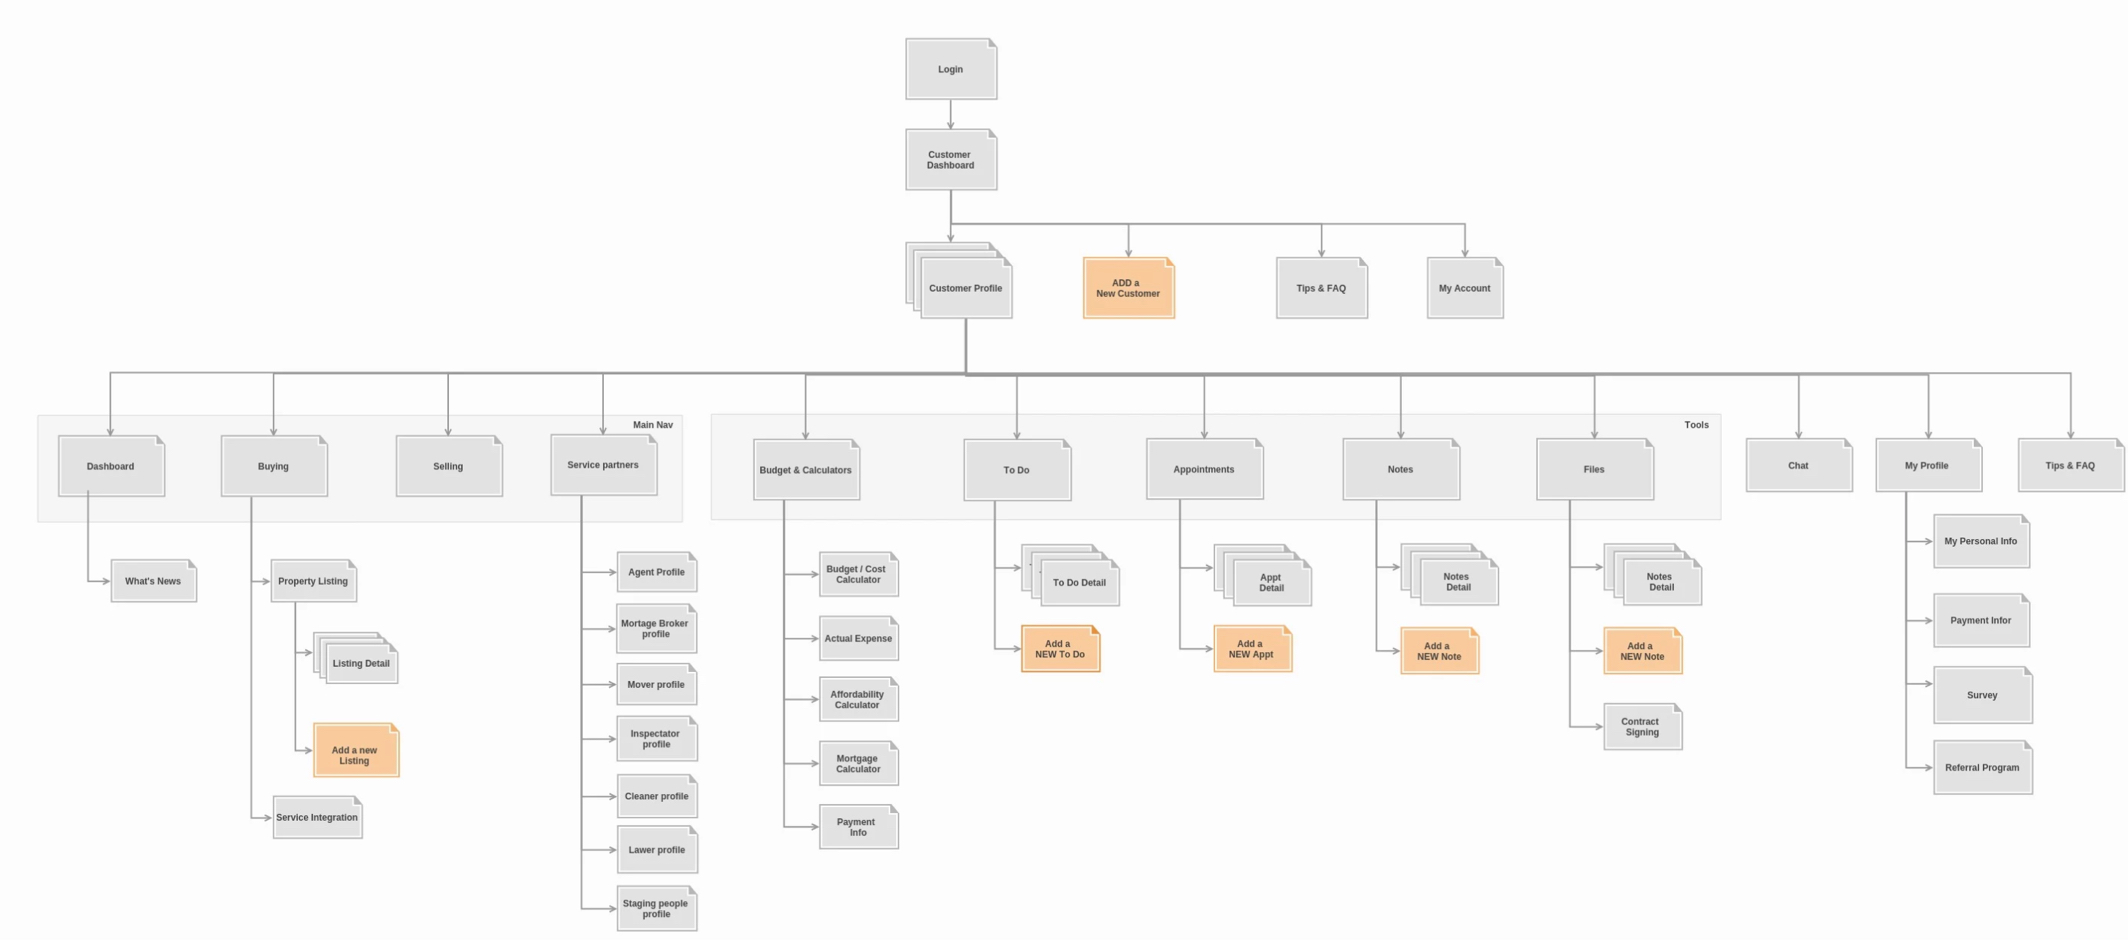 Login
Customer
Dashboard
Customer Profile
ADD a
New Customer
Tips & FAQ
My Account
Main Nav
Tools
Dashboard
Buying
Selling
Service partners
Budget & Calculators
To Do
Appointments
Notes
Files
Chat
My Profile
Tips & FAQ
What's News
Property Listing
Listing Detail
Add a new
Listing
Service Integration
Agent Profile
Mortage Broker
profile
Mover profile
Inspectator
profile
Cleaner profile
Lawer profile
Staging people
profile
Budget / Cost
Calculator
Actual Expense
Affordability
Calculator
Mortgage
Calculator
Payment
Info
To Do Detail
Add a
NEW To Do
Appt
Detail
Add a
NEW Appt
Notes
Detail
Add a
NEW Note
Notes
Detail
Add a
NEW Note
Contract
Signing
My Personal Info
Payment Infor
Survey
Referral Program